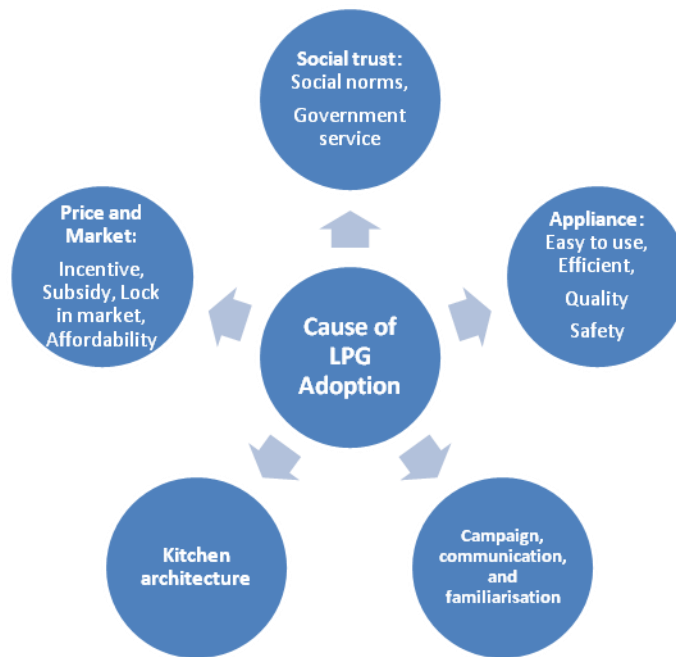 Social trust:
Social norms,
Government
service
Price and
Market:
Incentive,
Subsidy, Lock
in market,
Affordability
Appliance:
Easy to use,
Efficient,
Quality
Safety
Cause of
LPG
Adoption
Kitchen
architecture
Campaign,
communication,
and
familiarisation